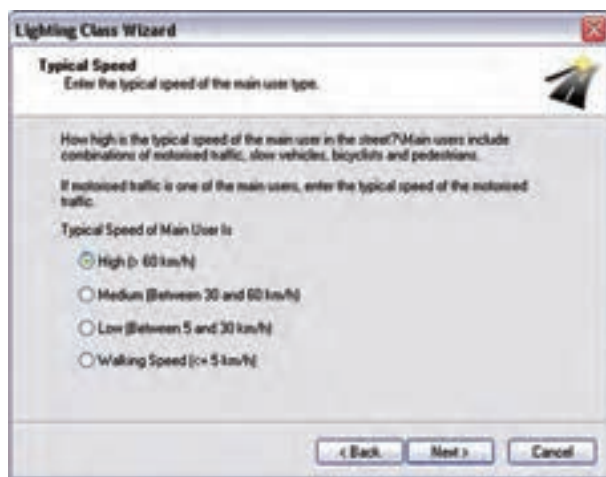 Lighting Class Wizard
Typical Speed
Enter the typical speed of the main user type.
How high is the typical speed of the main user in the street?\Main users include
combinations of motorised traffic, slow vehicles, bicyclists and pedestrians.
If motorised traffic is one of the main users, enter the typical speed of the motorised
traffic.
Typical Speed of Main User Is
High (> 60 km/h)
Medium (Between 30 and 60 km/h)
Low (Between 5 and 30 km/h)
Walking Speed (<= 5 km/h)
< Back Next > Cancel